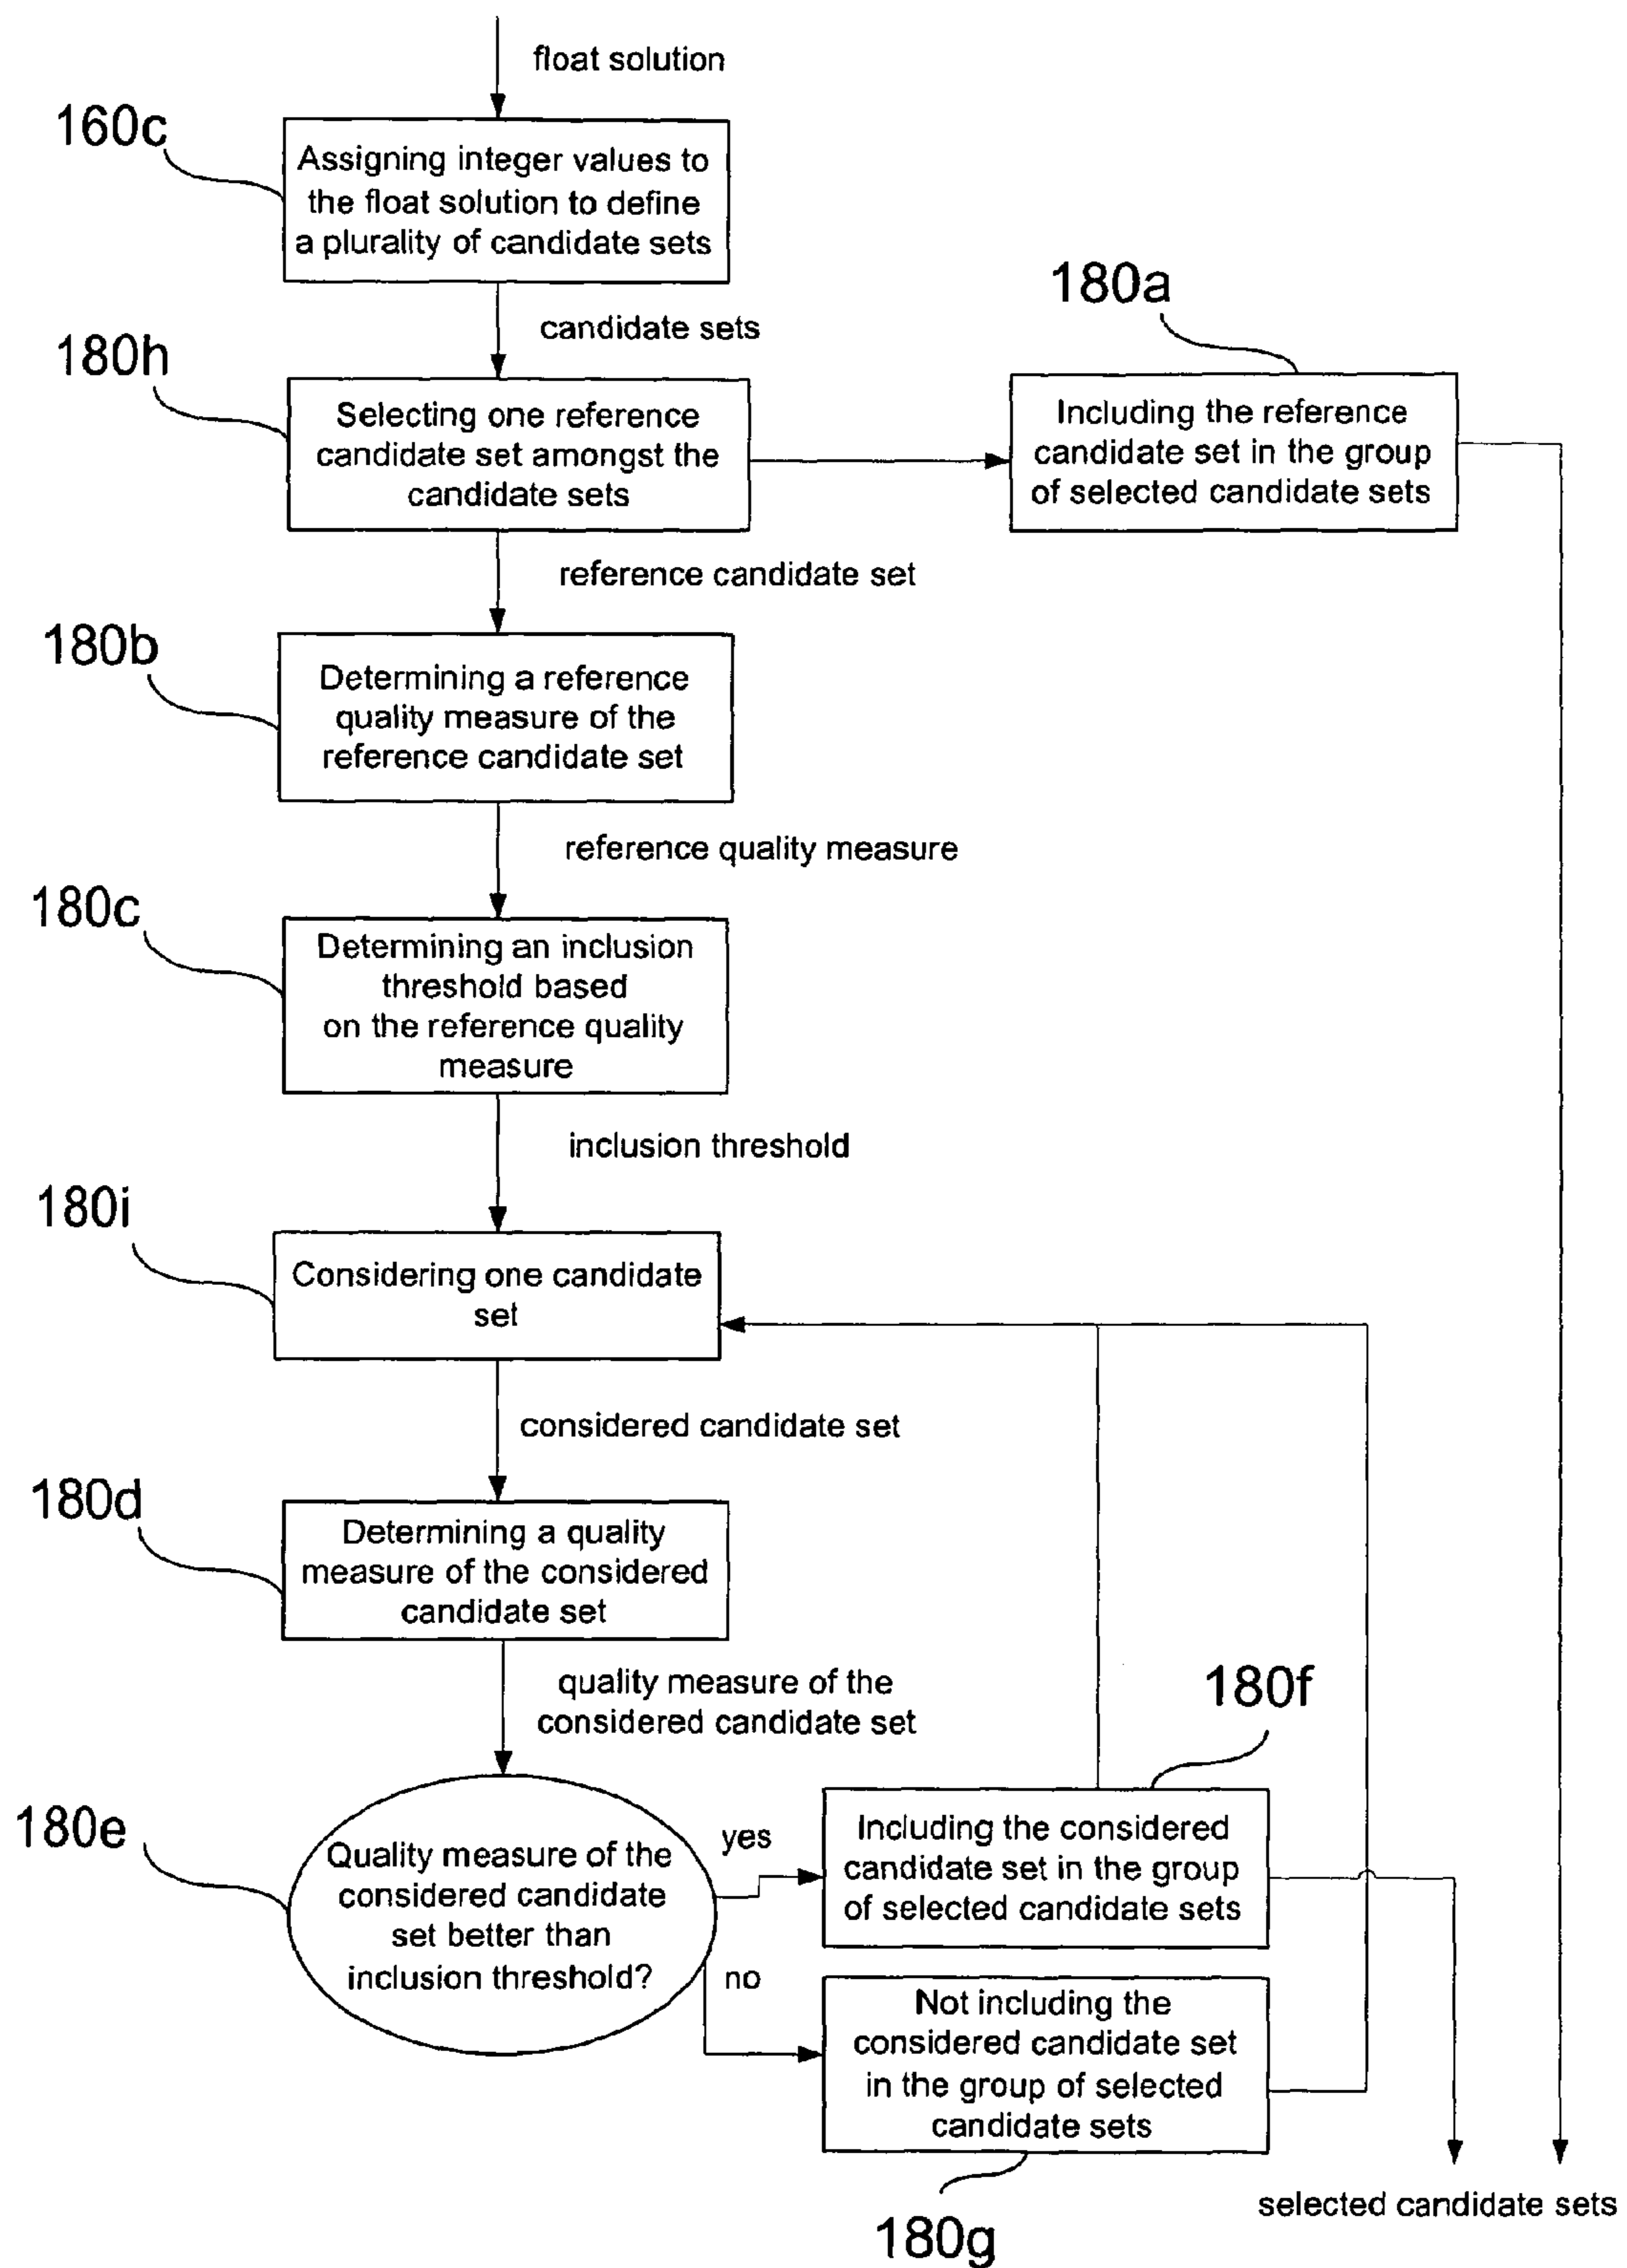 float solution
160c
Assigning integer values to
the float solution to define
a plurality of candidate sets
candidate sets
180h
Selecting one reference
candidate set amongst the
candidate sets
180a
Including the reference
candidate set in the group
of selected candidate sets
reference candidate set
180b
Determining a reference
quality measure of the
reference candidate set
reference quality measure
180c
Determining an inclusion
threshold based
on the reference quality
measure
inclusion threshold
180i
Considering one candidate
set
considered candidate set
180d
Determining a quality
measure of the considered
candidate set
quality measure of the
considered candidate set
180e
Quality measure of the
considered candidate
set better than
inclusion threshold?
yes
no
180f
Including the considered
candidate set in the group
of selected candidate sets
Not including the
considered candidate set
in the group of selected
candidate sets
180g
selected candidate sets